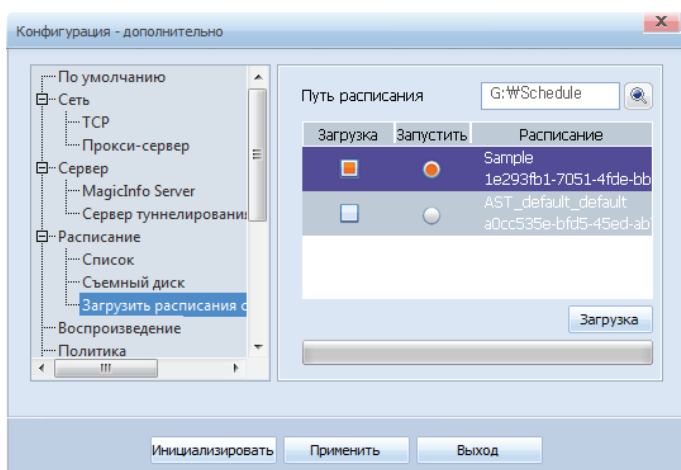 Конфигурация - дополнительно
По умолчанию
Сеть
TCP
Прокси-сервер
Сервер
MagicInfo Server
Сервер туннелирования
Расписание
Список
Съемный диск
Загрузить расписания с
Воспроизведение
Политика
Путь расписания
G:₩Schedule
Загрузка Запустить Расписание
Sample
1e293fb1-7051-4fde-bb
AST_default_default
a0cc535e-bfd5-45ed-ab
Загрузка
Инициализировать Применить Выход